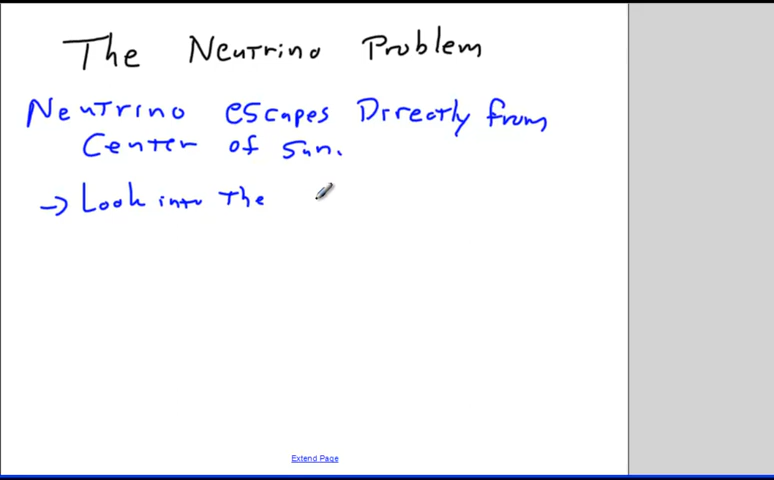 The Neutrino Problem
Neutrino escapes Directly from
Center of Sun.
→ Look into the
Extend Page